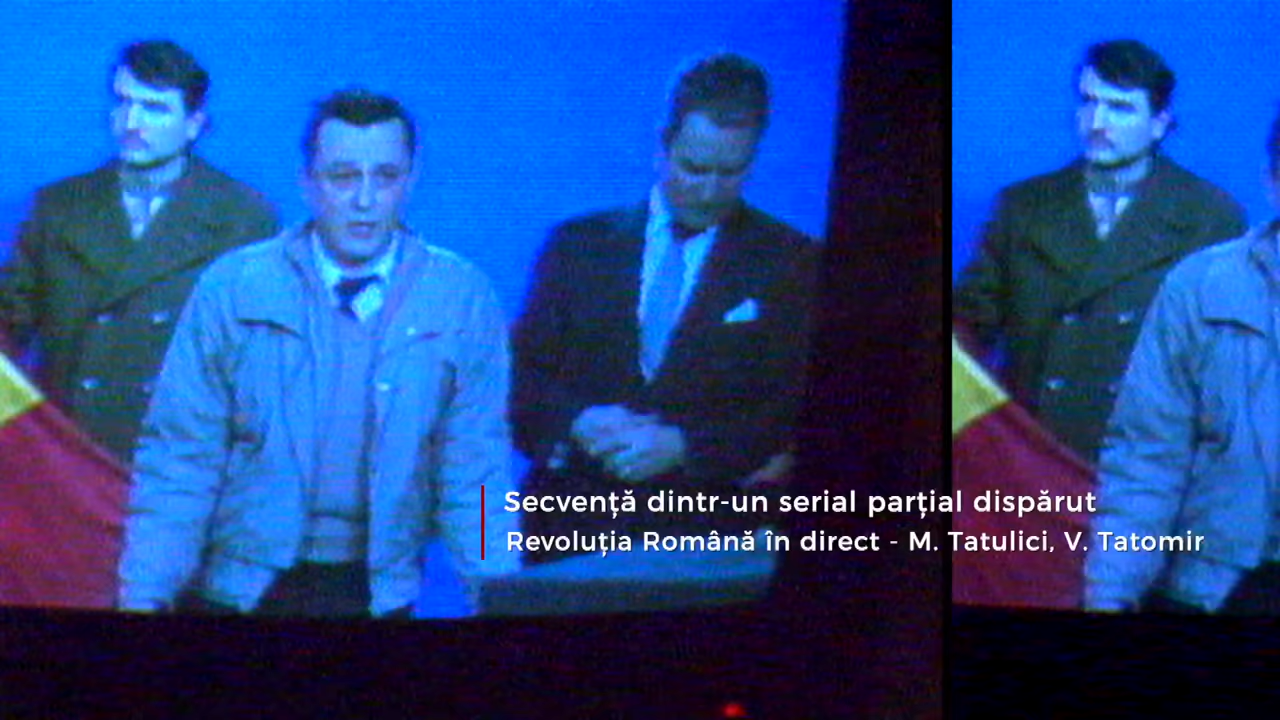 Secvență dintr-un serial parțial dispărut
Revoluția Română în direct - M. Tatulici, V. Tatomir